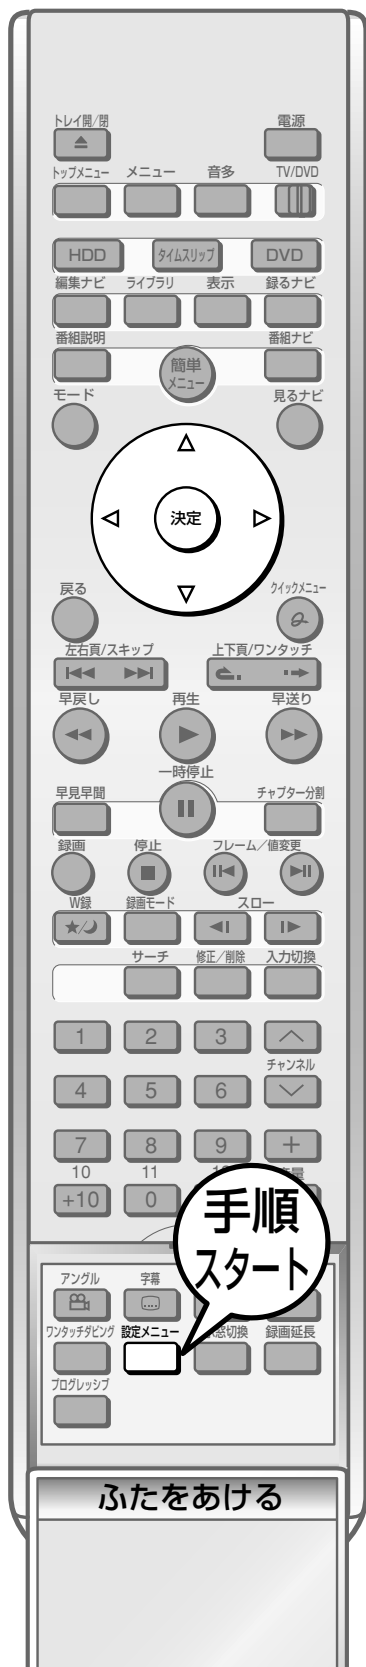 トレイ開/閉 電源
トップメニュー メニュー 音多 TV/DVD
HDD タイムスリップ DVD
編集ナビ ライブラリ 表示 録るナビ
番組説明 番組ナビ
簡単
メニュー
モード 見るナビ
決定
戻る クイックメニュー
左右頁/スキップ 上下頁/ワンタッチ
早戻し 再生 早送り
一時停止
早見早聞 チャプター分割
録画 停止 フレーム/値変更
W録 録画モード スロー
サーチ 修正/削除 入力切換
1 2 3
チャンネル
4 5 6
7 8 9 +
10 11
+10 0
手順
スタート
アングル 字幕
ワンタッチダビング 設定メニュー 窓切換 録画延長
プログレッシブ
ふたをあける